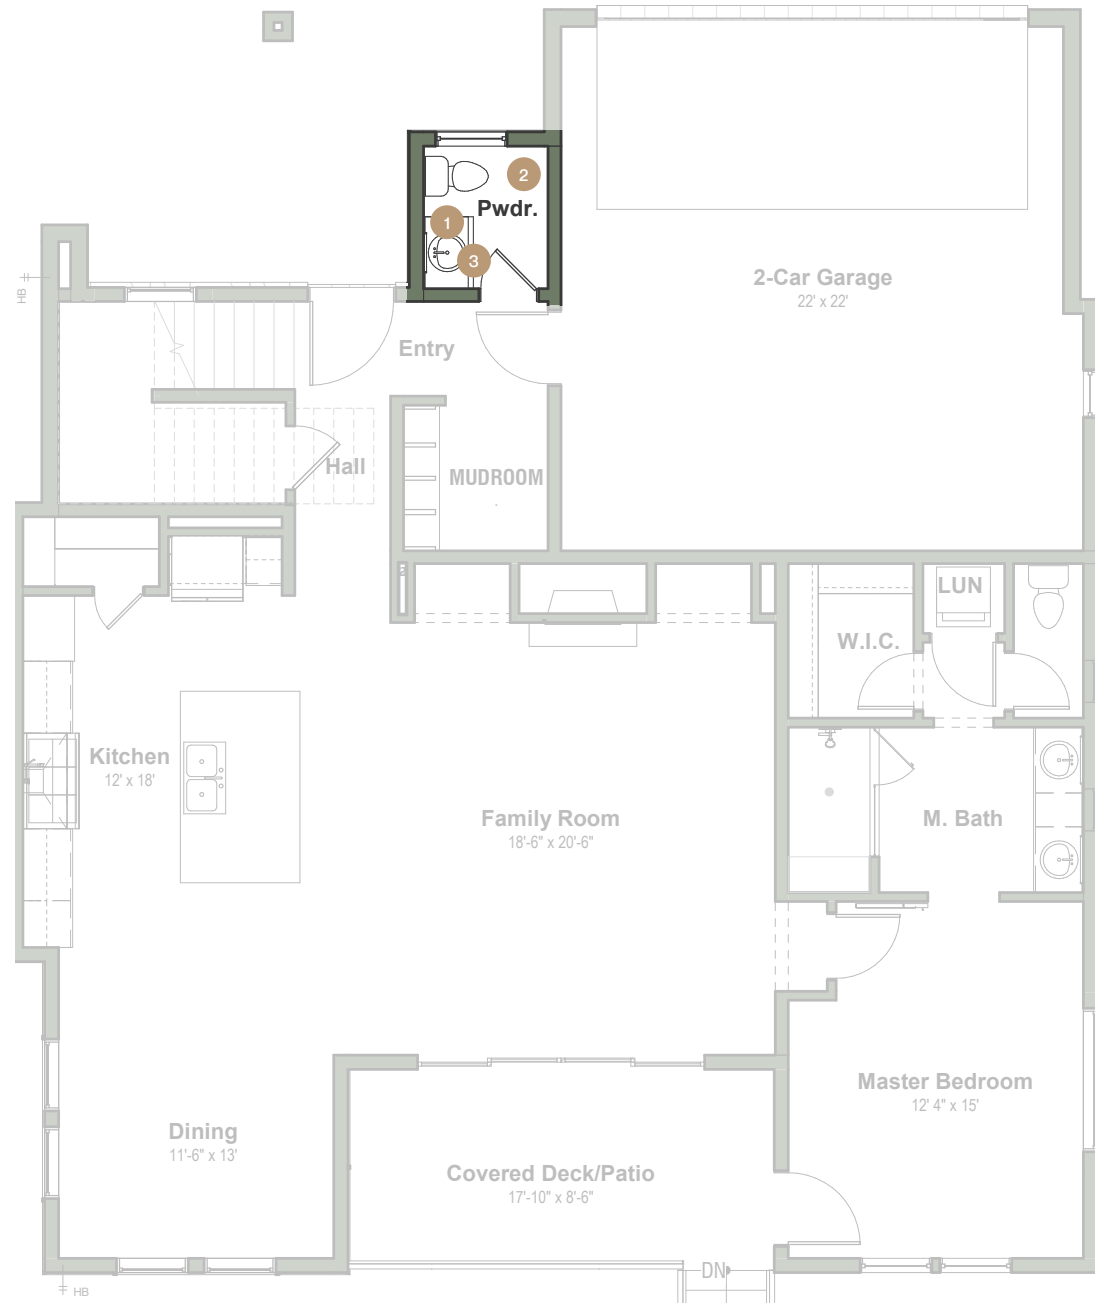 2
Pwdr.
1
3
2-Car Garage
22' x 22'
HB
Entry
Hall
MUDROOM
LUN
W.I.C.
Kitchen
12' x 18'
Family Room
18'-6" x 20'-6"
M. Bath
Master Bedroom
12' 4" x 15'
Dining
11'-6" x 13'
Covered Deck/Patio
17'-10" x 8'-6"
DN
HB